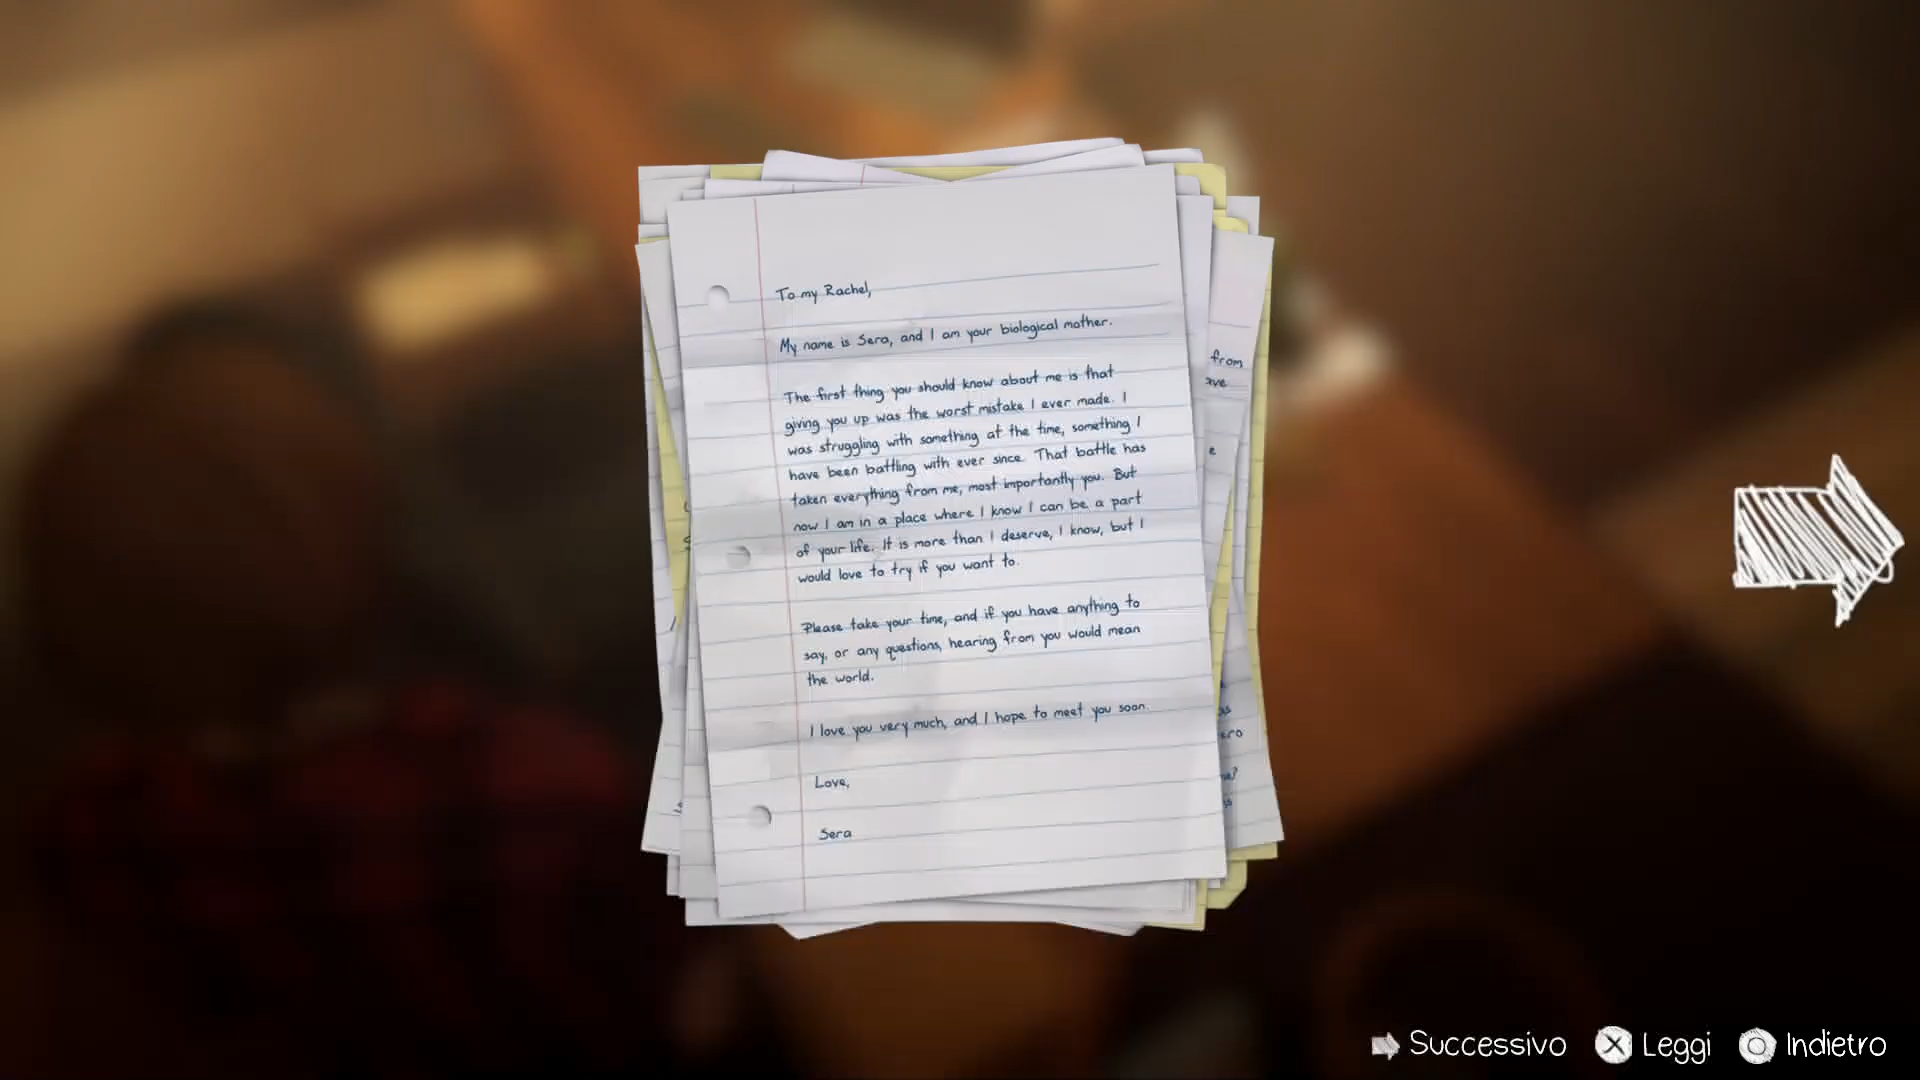 To my Rachel,
My name is Sera, and I am your biological mother.
The first thing you should know about me is that
giving you up was the worst mistake I ever made. I
was struggling with something at the time, something I
have been battling with ever since. That battle has
taken everything from me, most importantly you. But
now I am in a place where I know I can be a part
of your life. It is more than I deserve, I know, but I
would love to try if you want to.
Please take your time, and if you have anything to
say, or any questions, hearing from you would mean
the world.
I love you very much, and I hope to meet you soon.
Love,
Sera
from
e
Successivo
Leggi
Indietro